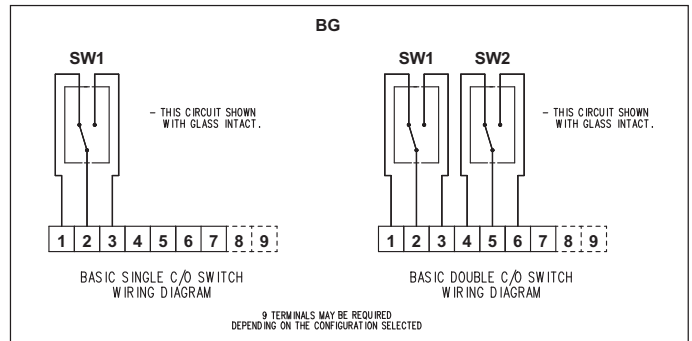 BG
SW1
- THIS CIRCUIT SHOWN
WITH GLASS INTACT.
1 2 3 4 5 6 7 8 9
BASIC SINGLE C/O SWITCH
WIRING DIAGRAM
SW1 SW2
- THIS CIRCUIT SHOWN
WITH GLASS INTACT.
1 2 3 4 5 6 7 8 9
BASIC DOUBLE C/O SWITCH
WIRING DIAGRAM
9 TERMINALS MAY BE REQUIRED
DEPENDING ON THE CONFIGURATION SELECTED